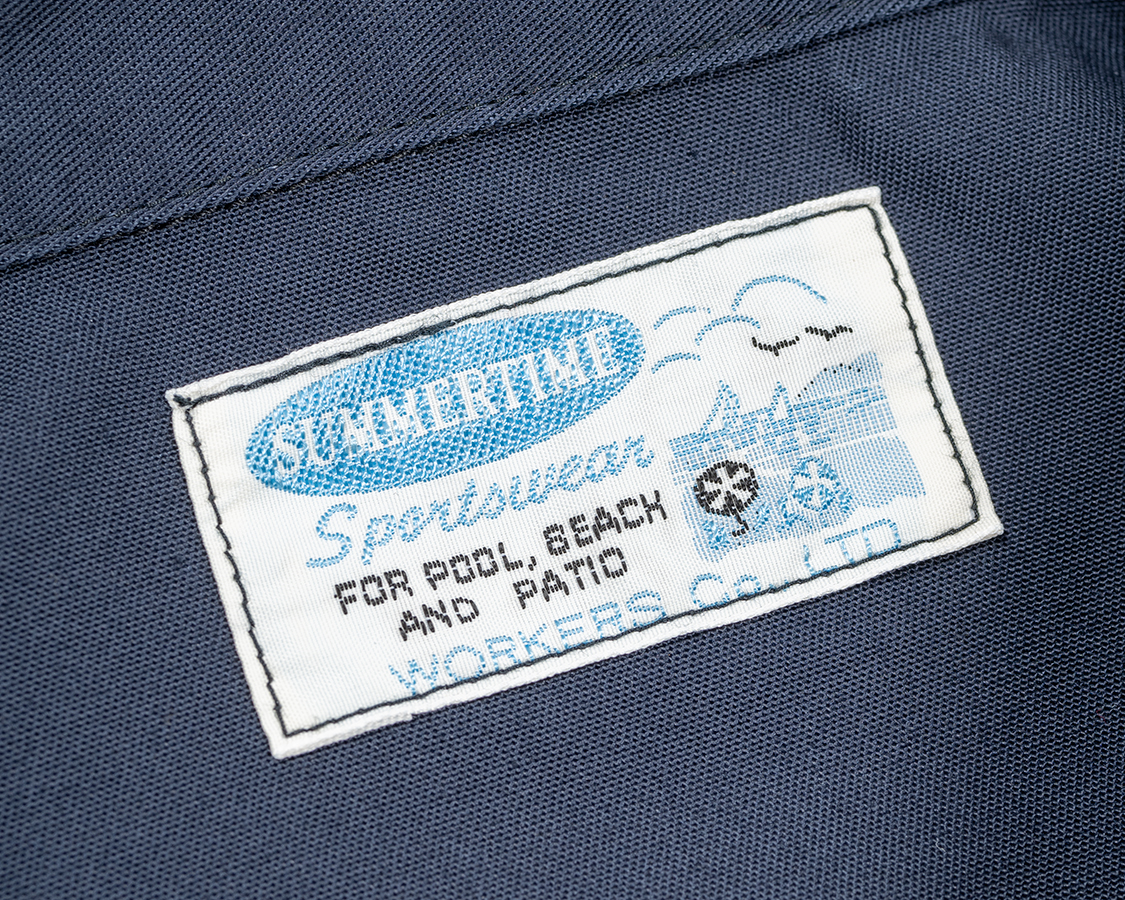 SUMMERTIME
Sportswear
FOR POOL, BEACH
AND PATIO
WORKERS Co., LTD